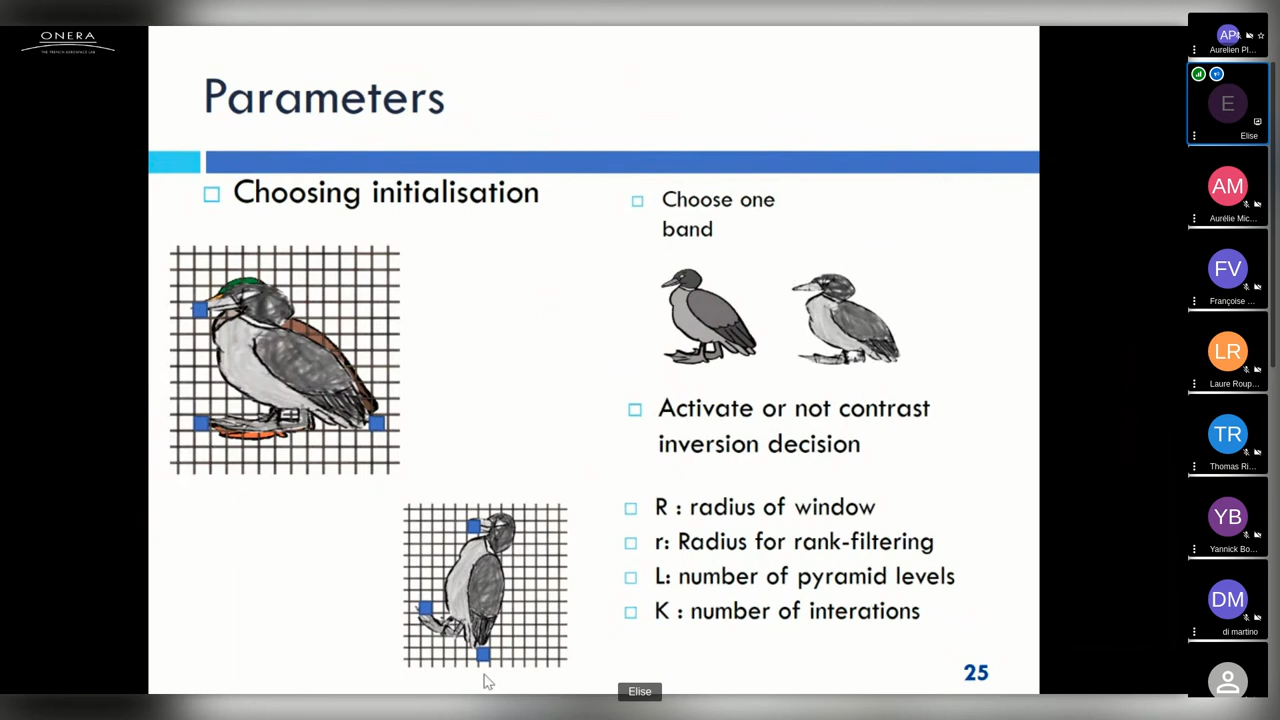 ONERA
THE FRENCH AEROSPACE LAB
Parameters
Choosing initialisation
Choose one
band
Activate or not contrast
inversion decision
R : radius of window
r: Radius for rank-filtering
L: number of pyramid levels
K : number of interations
25
Elise
AP
Aurelien Pl...
E
Elise
AM
Aurélie Mic...
FV
Françoise ...
LR
Laure Roup...
TR
Thomas Ri...
YB
Yannick Bo...
DM
di martino